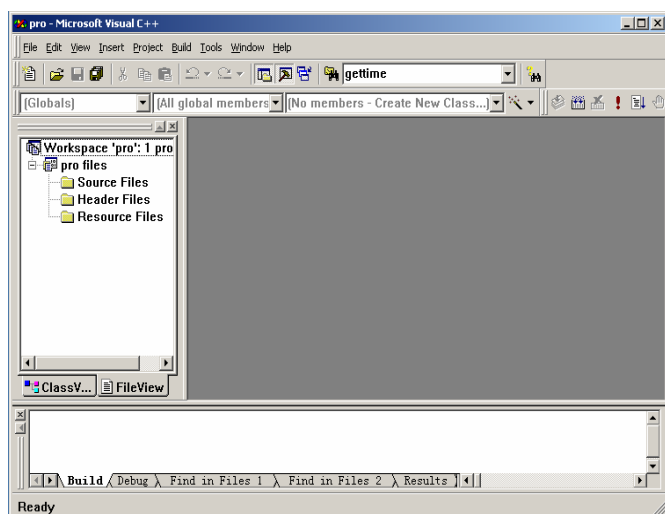 pro - Microsoft Visual C++
File Edit View Insert Project Build Tools Window Help
gettime
(Globals) (All global members (No members - Create New Class...)
Workspace 'pro': 1 pro
pro files
Source Files
Header Files
Resource Files
ClassV... FileView
Build Debug Find in Files 1 Find in Files 2 Results
Ready